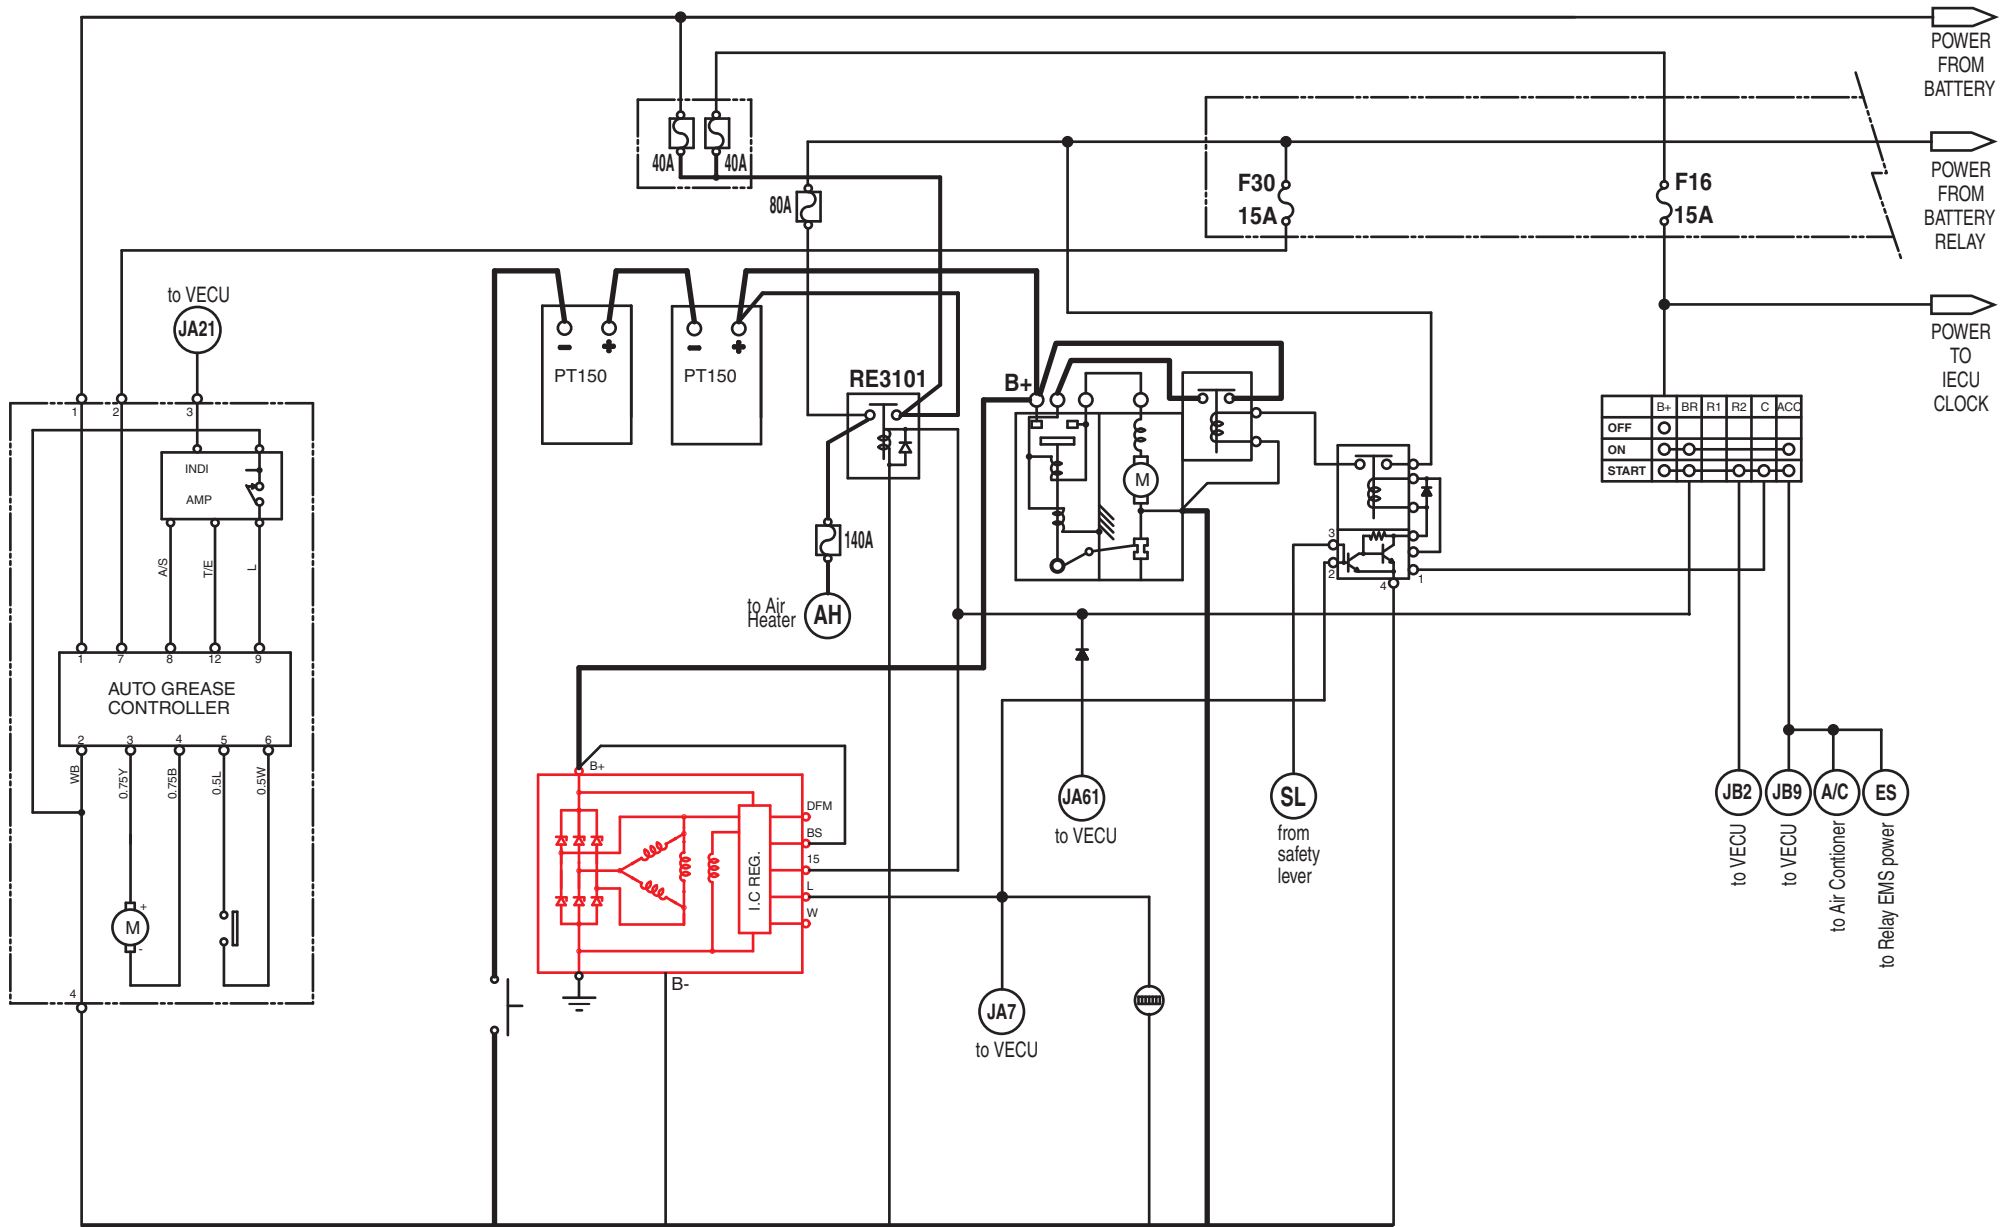 POWER
FROM
BATTERY
40A
40A
80A
F30
15A
F16
15A
POWER
FROM
BATTERY
RELAY
to VECU
JA21
POWER
TO
IECU
CLOCK
PT150
PT150
RE3101
B+
1
2
3
B+ BR R1 R2 C ACC
OFF
ON
START
INDI
AMP
M
140A
A/S
T/E
L
3
2
4
1
to Air
Heater
AH
1
7
8
12
9
AUTO GREASE
CONTROLLER
2
3
4
5
6
WB
0.75Y
0.75B
0.5L
0.5W
B+
DFM
BS
15
L
W
I.C REG.
B-
JA61
to VECU
SL
from
safety
lever
JB2
JB9
A/C
ES
to VECU
to VECU
to Air Contioner
to Relay EMS power
M
+
-
4
JA7
to VECU